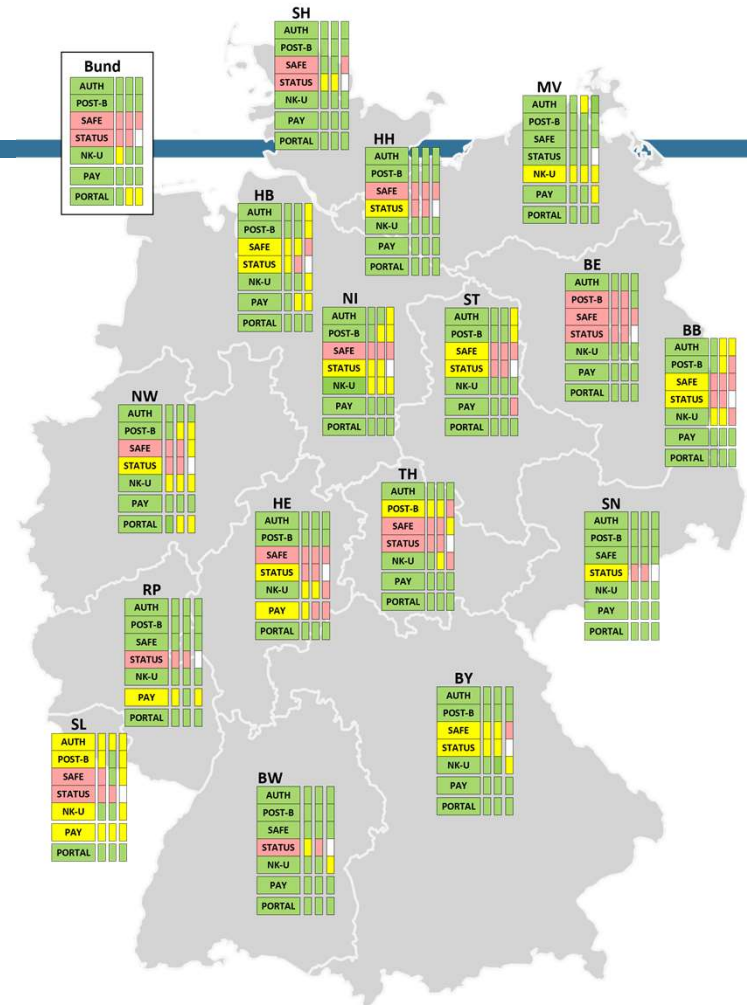 SH
AUTH
POST-B
SAFE
STATUS
NK-U
PAY
PORTAL
Bund
AUTH
POST-B
SAFE
STATUS
NK-U
PAY
PORTAL
MV
AUTH
POST-B
SAFE
STATUS
NK-U
PAY
PORTAL
HH
AUTH
POST-B
SAFE
STATUS
NK-U
PAY
PORTAL
HB
AUTH
POST-B
SAFE
STATUS
NK-U
PAY
PORTAL
BE
AUTH
POST-B
SAFE
STATUS
NK-U
PAY
PORTAL
NI
AUTH
POST-B
SAFE
STATUS
NK-U
PAY
PORTAL
ST
AUTH
POST-B
SAFE
STATUS
NK-U
PAY
PORTAL
BB
AUTH
POST-B
SAFE
STATUS
NK-U
PAY
PORTAL
NW
AUTH
POST-B
SAFE
STATUS
NK-U
PAY
PORTAL
TH
AUTH
POST-B
SAFE
STATUS
NK-U
PAY
PORTAL
HE
AUTH
POST-B
SAFE
STATUS
NK-U
PAY
PORTAL
SN
AUTH
POST-B
SAFE
STATUS
NK-U
PAY
PORTAL
RP
AUTH
POST-B
SAFE
STATUS
NK-U
PAY
PORTAL
BY
AUTH
POST-B
SAFE
STATUS
NK-U
PAY
PORTAL
SL
AUTH
POST-B
SAFE
STATUS
NK-U
PAY
PORTAL
BW
AUTH
POST-B
SAFE
STATUS
NK-U
PAY
PORTAL